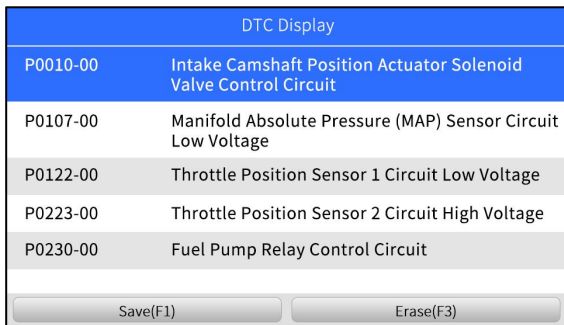 DTC Display
P0010-00 Intake Camshaft Position Actuator Solenoid
Valve Control Circuit
P0107-00 Manifold Absolute Pressure (MAP) Sensor Circuit
Low Voltage
P0122-00 Throttle Position Sensor 1 Circuit Low Voltage
P0223-00 Throttle Position Sensor 2 Circuit High Voltage
P0230-00 Fuel Pump Relay Control Circuit
Save(F1) Erase(F3)